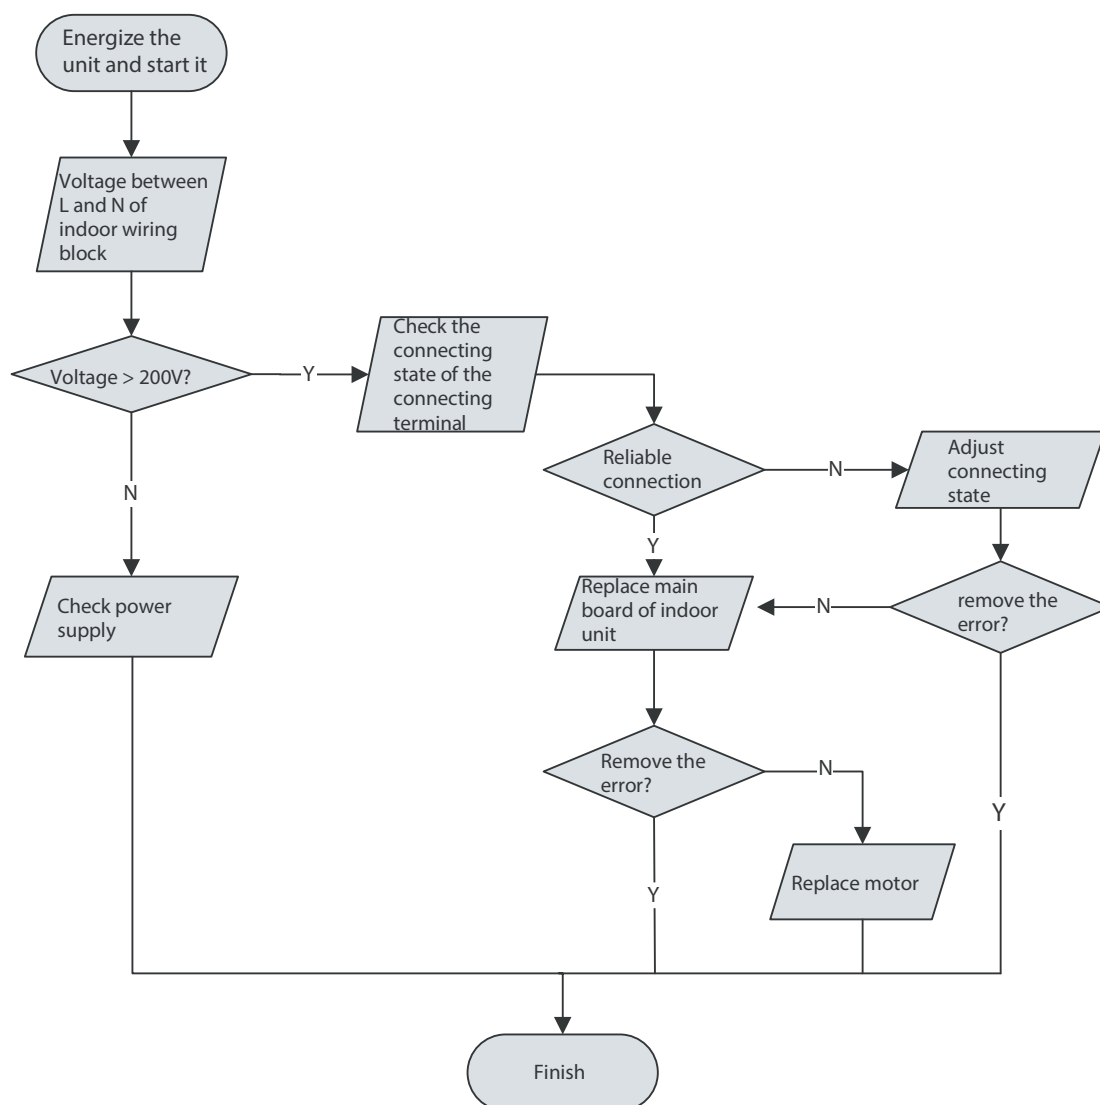 Energize the
unit and start it
Voltage between
L and N of
indoor wiring
block
Voltage > 200V?
Y
Check the
connecting
state of the
connecting
terminal
Reliable
connection
N
Adjust
connecting
state
N
Y
Check power
supply
Replace main
board of indoor
unit
N
remove the
error?
Remove the
error?
N
Y
Replace motor
Y
Finish